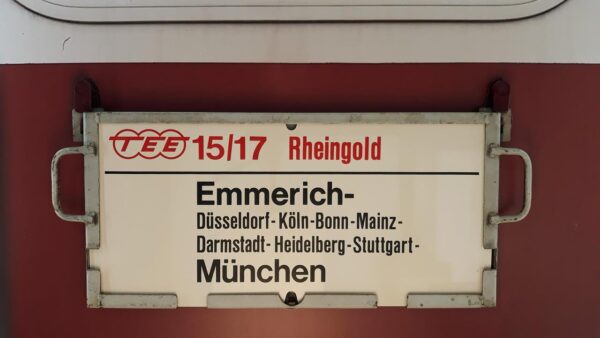 TEE 15/17 Rheingold
Emmerich-
Düsseldorf-Köln-Bonn-Mainz-
Darmstadt-Heidelberg-Stuttgart-
München